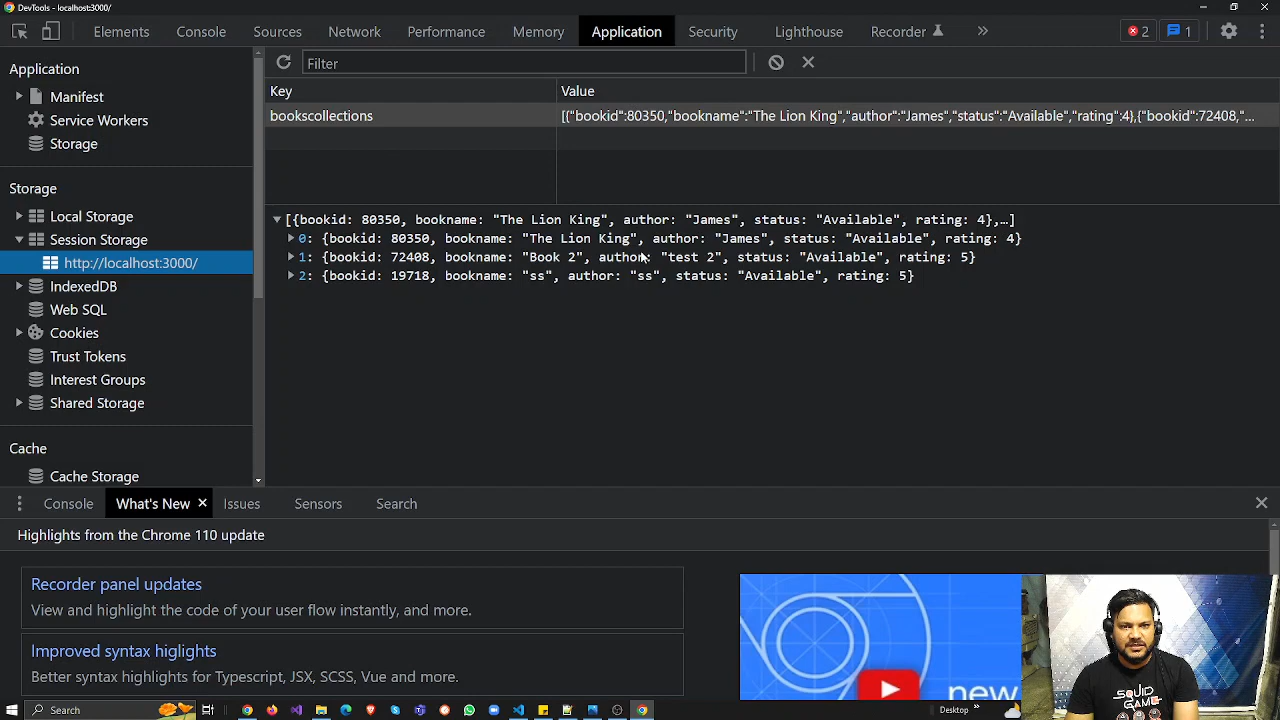 DevTools - localhost:3000/
Elements Console Sources Network Performance Memory Application Security Lighthouse Recorder 2 1
Application
Manifest
Service Workers
Storage
Storage
Local Storage
Session Storage
http://localhost:3000/
IndexedDB
Web SQL
Cookies
Trust Tokens
Interest Groups
Shared Storage
Cache
Cache Storage
Filter
Key Value
bookscollections [{"bookid":80350,"bookname":"The Lion King","author":"James","status":"Available","rating":4},{"bookid":72408,"...
[{bookid: 80350, bookname: "The Lion King", author: "James", status: "Available", rating: 4},…]
0: {bookid: 80350, bookname: "The Lion King", author: "James", status: "Available", rating: 4}
1: {bookid: 72408, bookname: "Book 2", author: "test 2", status: "Available", rating: 5}
2: {bookid: 19718, bookname: "ss", author: "ss", status: "Available", rating: 5}
Console What's New Issues Sensors Search
Highlights from the Chrome 110 update
Recorder panel updates
View and highlight the code of your user flow instantly, and more.
Improved syntax higlights
Better syntax highlights for Typescript, JSX, SCSS, Vue and more.
new
SQUID
GAME
Search
Desktop